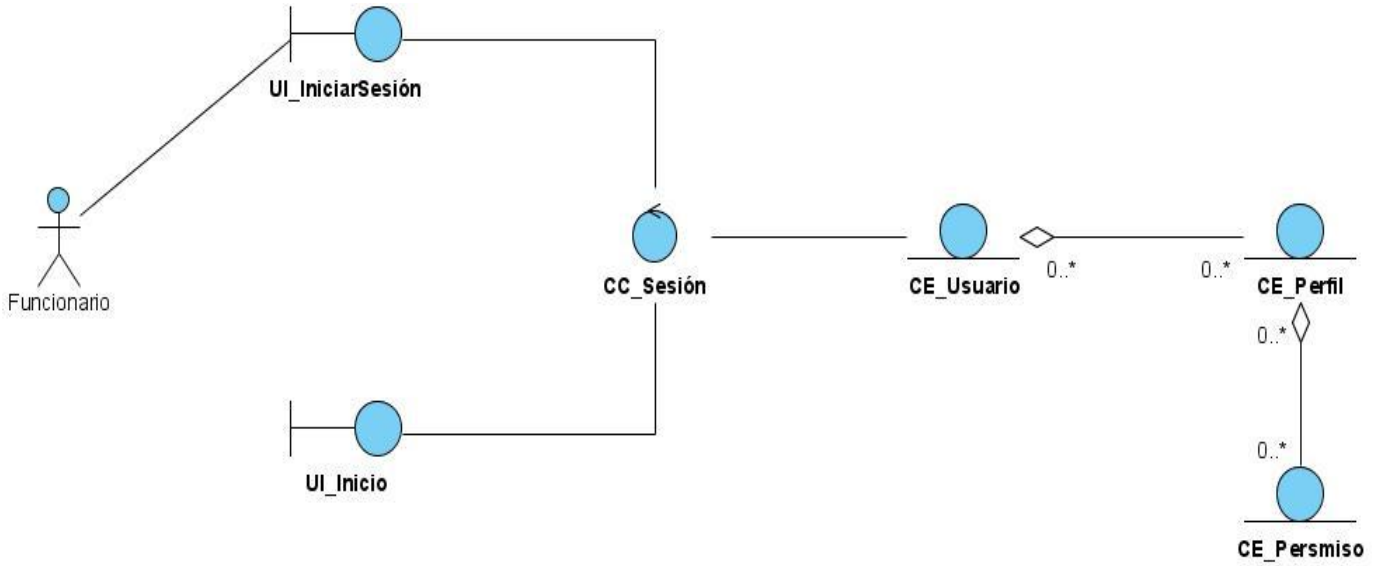 UI_IniciarSesión
Funcionario
CC_Sesión
CE_Usuario
0..*
0..*
CE_Perfil
0..*
0..*
UI_Inicio
CE_Persmiso